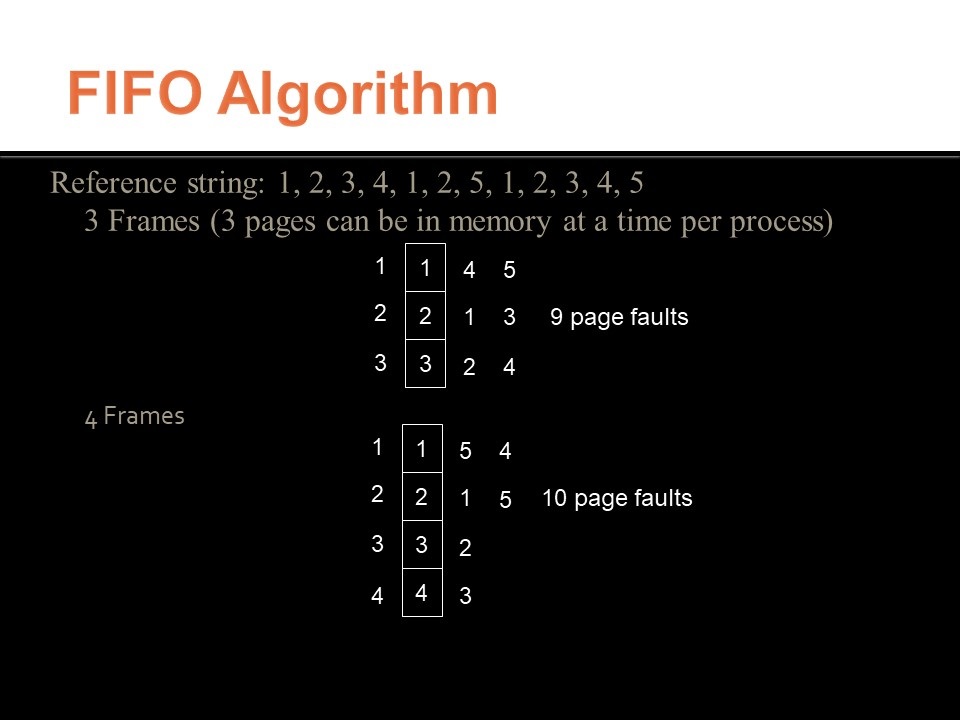 FIFO Algorithm
Reference string: 1, 2, 3, 4, 1, 2, 5, 1, 2, 3, 4, 5
3 Frames (3 pages can be in memory at a time per process)
1 1 4 5
2 2 1 3 9 page faults
3 3 2 4
4 Frames
1 1 5 4
2 2 1 5 10 page faults
3 3 2
4 4 3